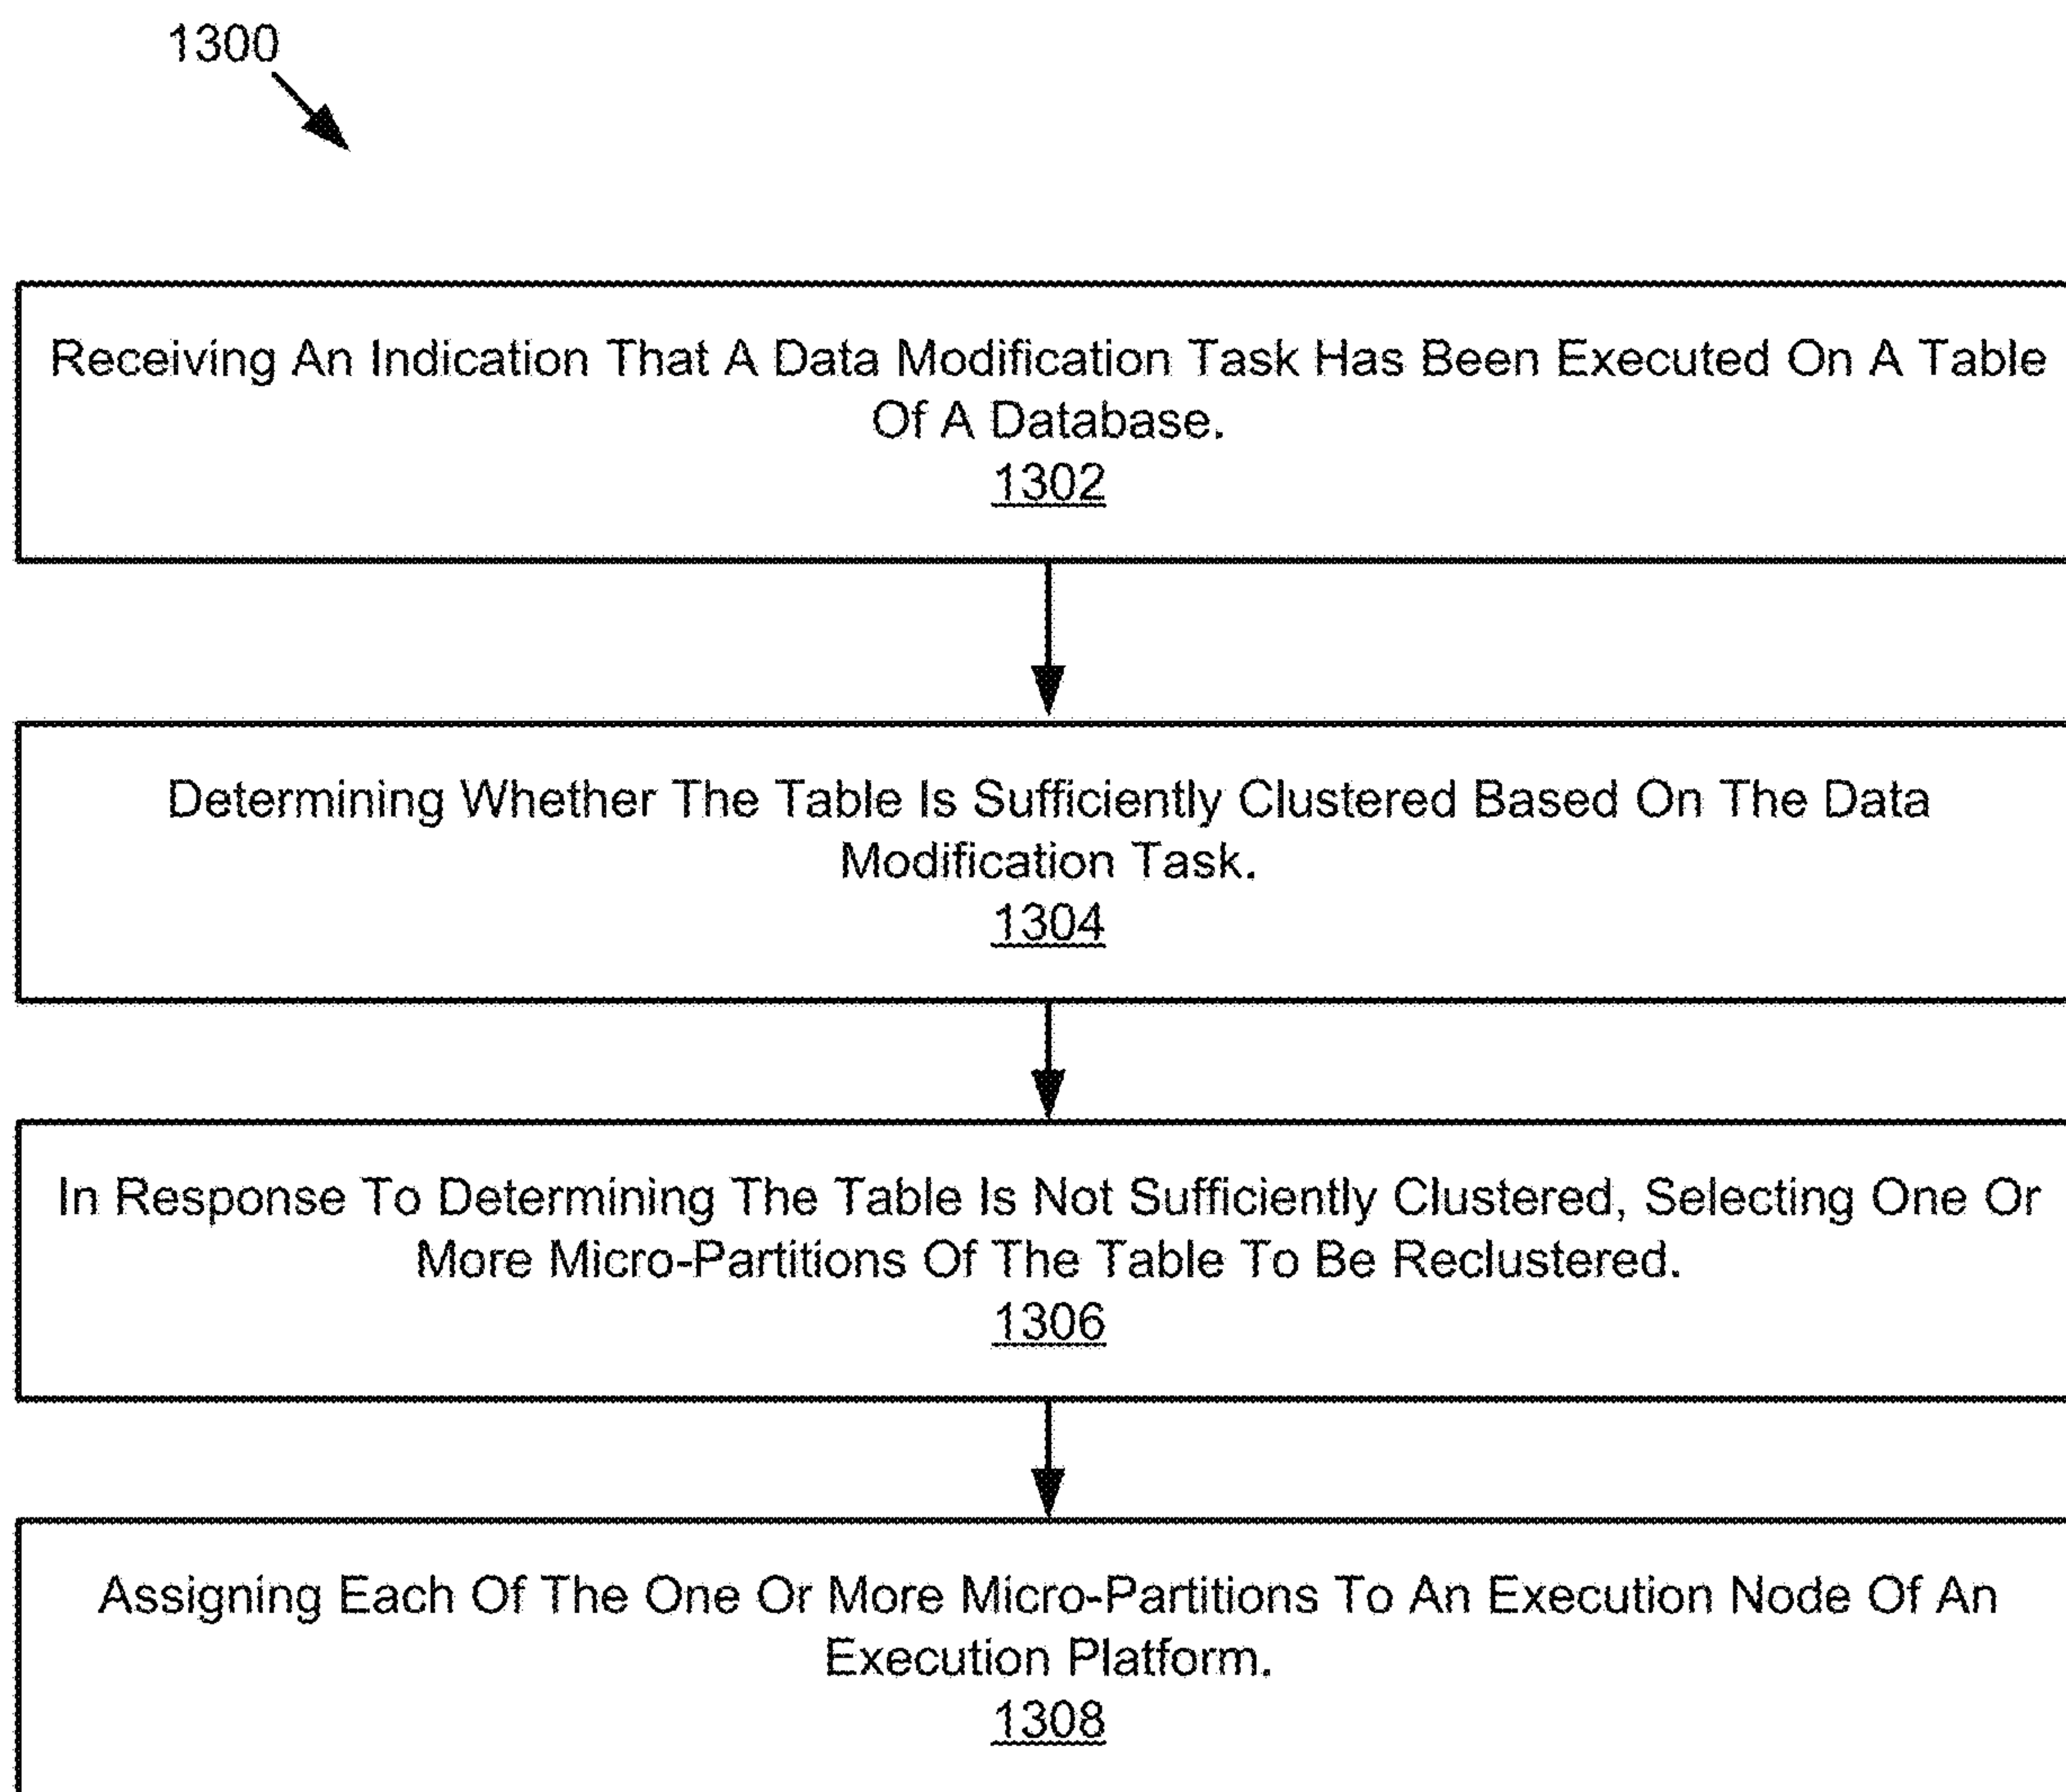 1300
Receiving An Indication That A Data Modification Task Has Been Executed On A Table
Of A Database.
1302
Determining Whether The Table Is Sufficiently Clustered Based On The Data
Modification Task.
1304
In Response To Determining The Table Is Not Sufficiently Clustered, Selecting One Or
More Micro-Partitions Of The Table To Be Reclustered.
1306
Assigning Each Of The One Or More Micro-Partitions To An Execution Node Of An
Execution Platform.
1308